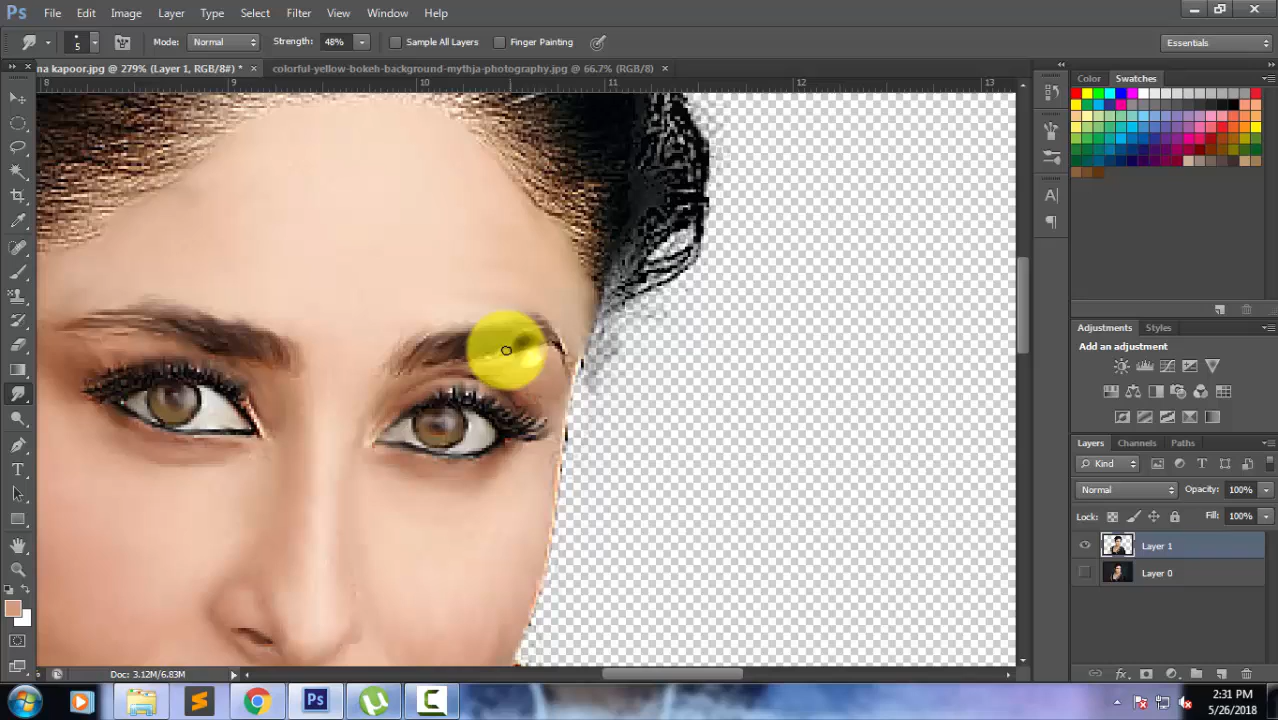 Ps File Edit Image Layer Type Select Filter View Window Help
5 Mode: Normal Strength: 48% Sample All Layers Finger Painting Essentials
na kapoor.jpg @ 279% (Layer 1, RGB/8#) * × colorful-yellow-bokeh-background-mythja-photography.jpg @ 66.7% (RGB/8) ×
8 9 10 11 12 13
Color Swatches
Adjustments Styles
Add an adjustment
Layers Channels Paths
Kind
Normal Opacity: 100%
Lock: Fill: 100%
Layer 1
Layer 0
Doc: 3.12M/6.83M
Ps
2:31 PM
5/26/2018